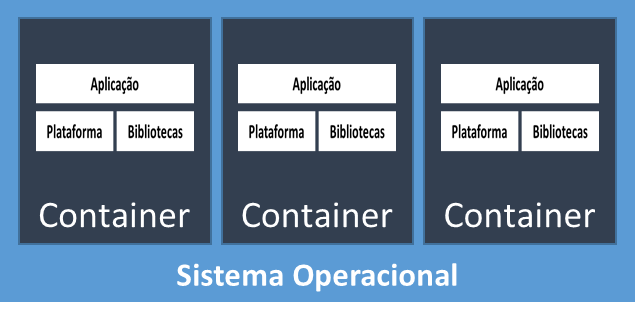 Aplicação
Plataforma Bibliotecas
Container
Aplicação
Plataforma Bibliotecas
Container
Aplicação
Plataforma Bibliotecas
Container
Sistema Operacional